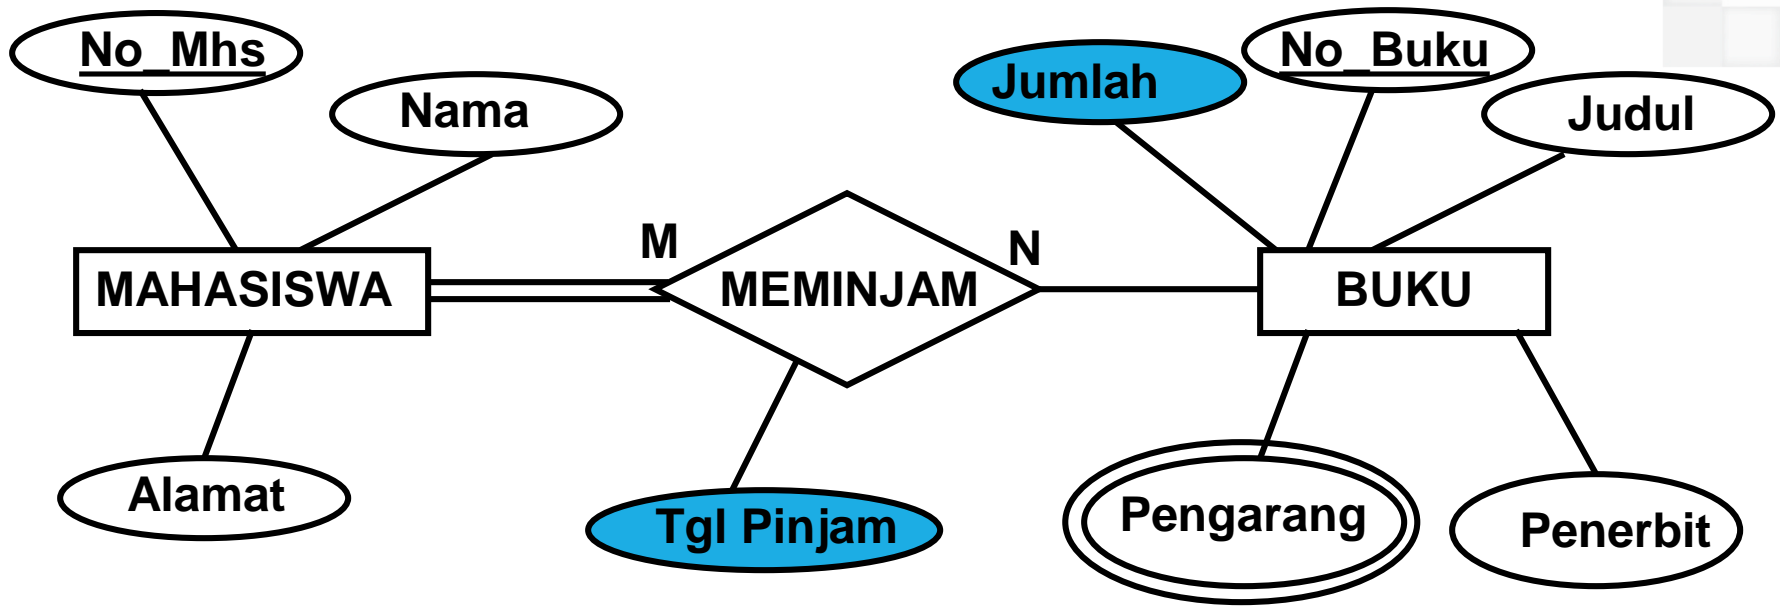 No_Mhs
Nama
Jumlah
No_Buku
Judul
MAHASISWA
M
MEMINJAM
N
BUKU
Alamat
Tgl Pinjam
Pengarang
Penerbit